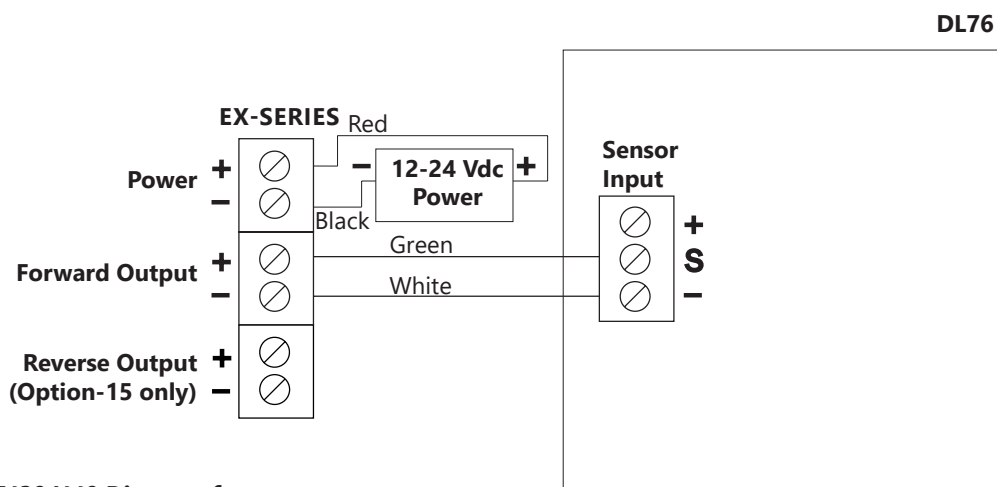 DL76
EX-SERIES
Red
Power
+
−
− 12-24 Vdc +
Power
Black
Sensor
Input
+
S
−
Green
White
Forward Output
+
−
Reverse Output
(Option-15 only)
+
−